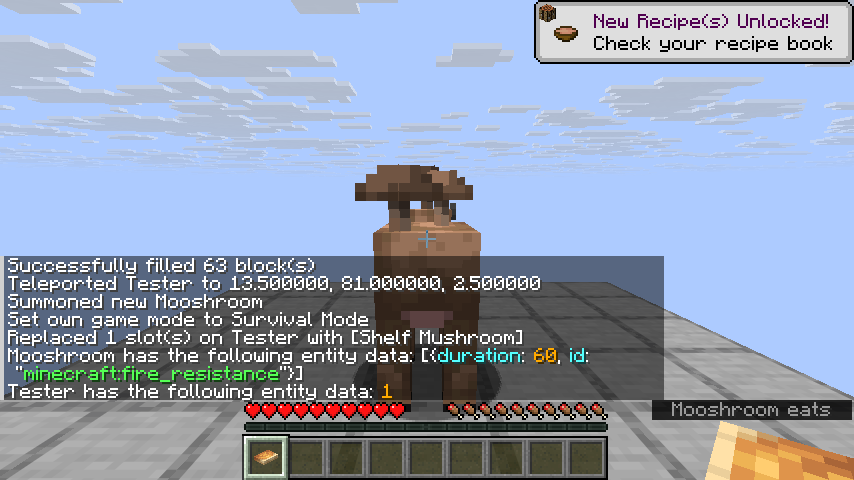 New Recipe(s) Unlocked!
Check your recipe book
Successfully filled 63 block(s)
Teleported Tester to 13.500000, 81.000000, 2.500000
Summoned new Mooshroom
Set own game mode to Survival Mode
Replaced 1 slot(s) on Tester with [Shelf Mushroom]
Mooshroom has the following entity data: [{duration: 60, id:
"minecraft:fire_resistance"}]
Tester has the following entity data: 1
Mooshroom eats